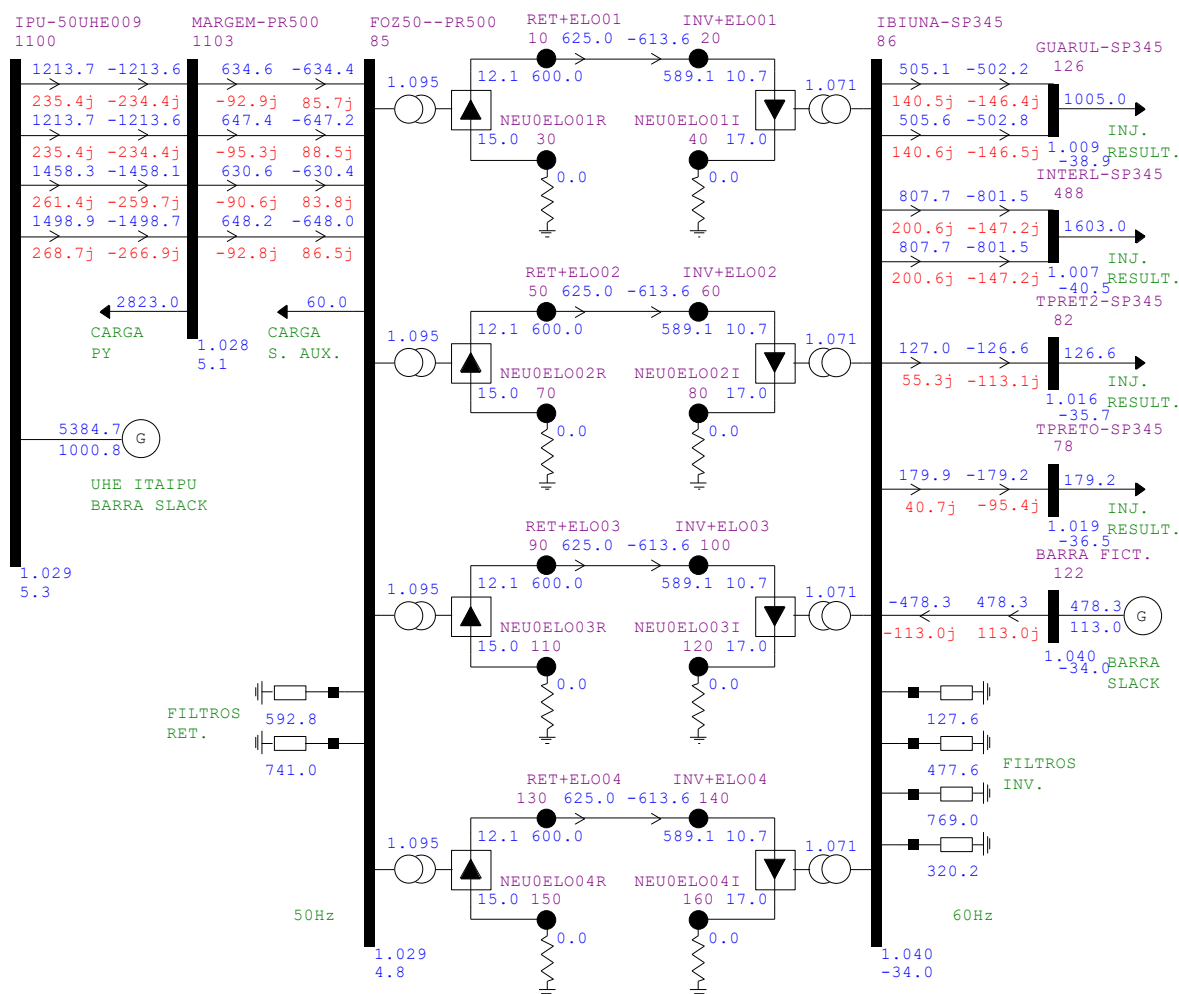 IPU-50UHE009
1100
MARGEM-PR500
1103
FOZ50--PR500
85
RET+ELO01
10
INV+ELO01
20
IBIUNA-SP345
86
GUARUL-SP345
126
1213.7 -1213.6
235.4j -234.4j
1213.7 -1213.6
235.4j -234.4j
1458.3 -1458.1
261.4j -259.7j
1498.9 -1498.7
268.7j -266.9j
634.6 -634.4
-92.9j 85.7j
647.4 -647.2
-95.3j 88.5j
630.6 -630.4
-90.6j 83.8j
648.2 -648.0
-92.8j 86.5j
2823.0
CARGA
PY
60.0
CARGA
S. AUX.
1.028
5.1
5384.7
1000.8
G
UHE ITAIPU
BARRA SLACK
1.029
5.3
1.095
12.1
625.0 -613.6
600.0
589.1 10.7
1.071
NEU0ELO01R
30
0.0
NEU0ELO01I
40
17.0
0.0
RET+ELO02
50
INV+ELO02
60
625.0 -613.6
1.095
12.1
600.0
589.1 10.7
1.071
NEU0ELO02R
15.0
70
0.0
NEU0ELO02I
80
17.0
0.0
RET+ELO03
90
INV+ELO03
100
625.0 -613.6
1.095
12.1
600.0
589.1 10.7
1.071
NEU0ELO03R
15.0
110
0.0
NEU0ELO03I
120
17.0
0.0
RET+ELO04
130
INV+ELO04
140
625.0 -613.6
1.095
12.1
600.0
589.1 10.7
1.071
NEU0ELO04R
15.0
150
0.0
NEU0ELO04I
160
17.0
0.0
FILTROS
RET.
592.8
741.0
50Hz
1.029
4.8
505.1 -502.2
140.5j -146.4j
505.6 -502.8
140.6j -146.5j
1005.0
INJ.
RESULT.
1.009
-38.9
INTERL-SP345
488
807.7 -801.5
200.6j -147.2j
807.7 -801.5
200.6j -147.2j
1603.0
INJ.
RESULT.
1.007
-40.5
TPRET2-SP345
82
127.0 -126.6
55.3j -113.1j
126.6
INJ.
RESULT.
1.016
-35.7
TPRETO-SP345
78
179.9 -179.2
40.7j -95.4j
179.2
INJ.
RESULT.
1.019
-36.5
BARRA FICT.
122
-478.3 478.3
-113.0j 113.0j
478.3
113.0
G
1.040
-34.0
BARRA
SLACK
127.6
477.6
769.0
320.2
FILTROS
INV.
60Hz
1.040
-34.0